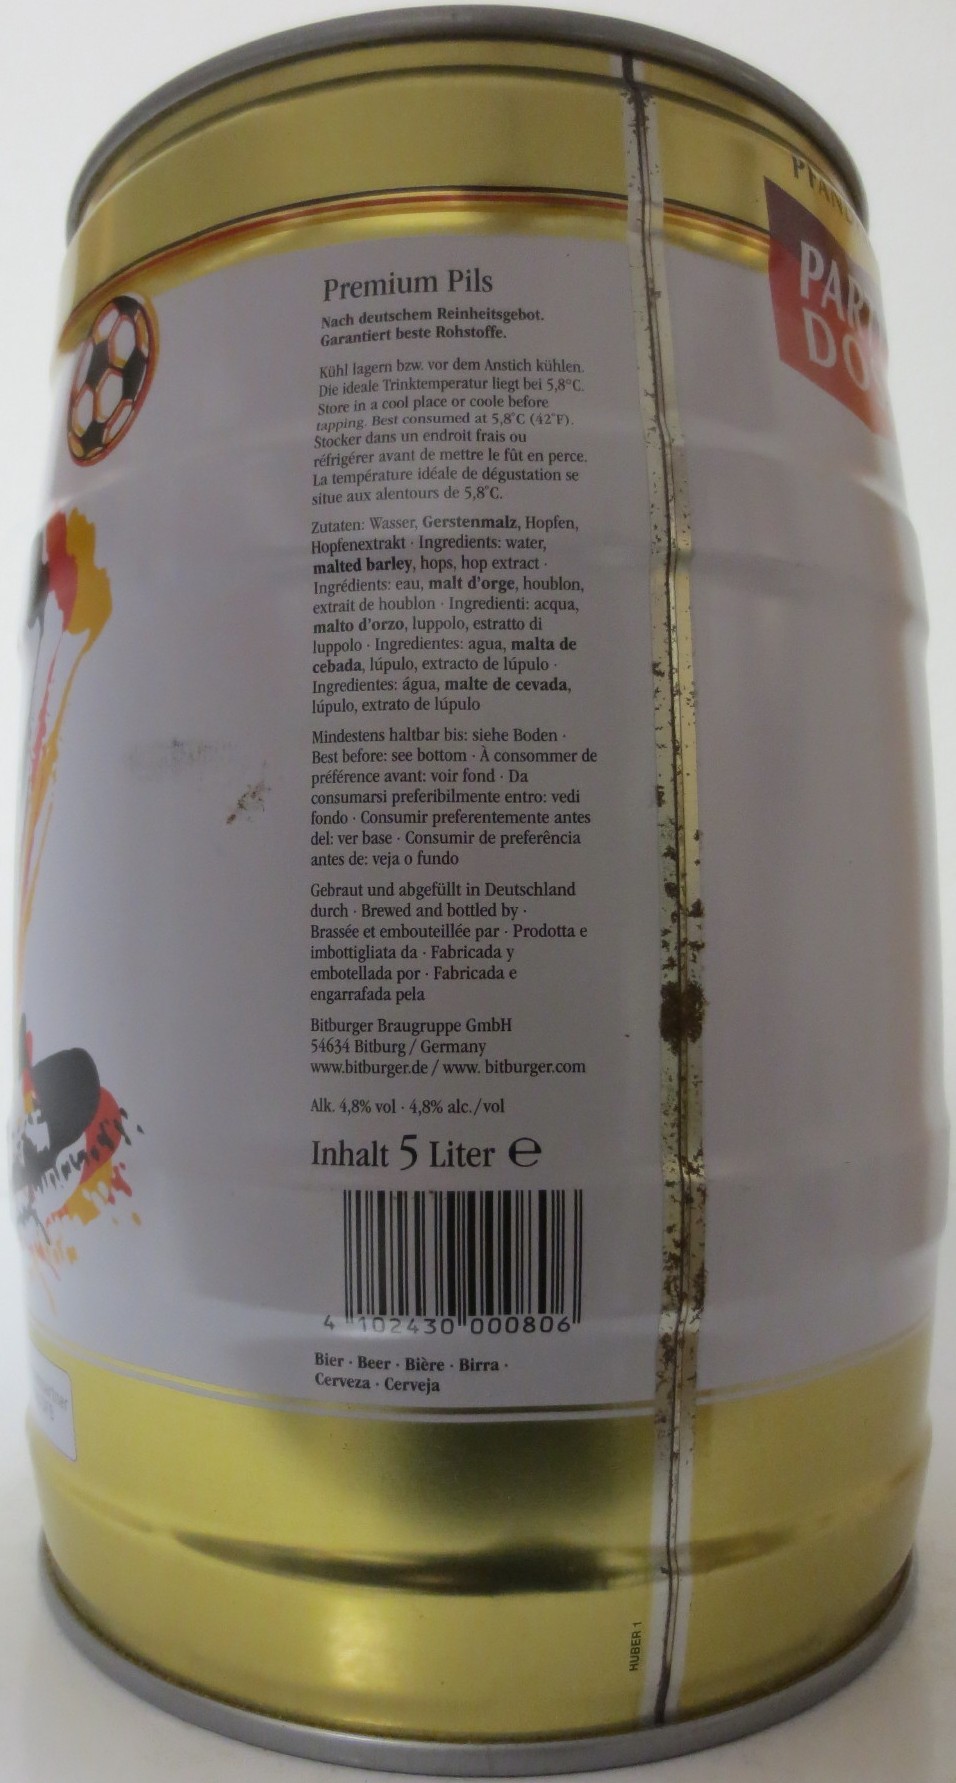 PFAND
PART
DO
Premium Pils
Nach deutschem Reinheitsgebot.
Garantiert beste Rohstoffe.
Kühl lagern bzw. vor dem Anstich kühlen.
Die ideale Trinktemperatur liegt bei 5,8°C.
Store in a cool place or coole before
tapping. Best consumed at 5,8°C (42°F).
Stocker dans un endroit frais ou
réfrigérer avant de mettre le fût en perce.
La température idéale de dégustation se
situe aux alentours de 5,8°C.
Zutaten: Wasser, Gerstenmalz, Hopfen,
Hopfenextrakt · Ingredients: water,
malted barley, hops, hop extract ·
Ingrédients: eau, malt d'orge, houblon,
extrait de houblon · Ingredienti: acqua,
malto d'orzo, luppolo, estratto di
luppolo · Ingredientes: agua, malta de
cebada, lúpulo, extracto de lúpulo ·
Ingredientes: água, malte de cevada,
lúpulo, extrato de lúpulo
Mindestens haltbar bis: siehe Boden ·
Best before: see bottom · À consommer de
préférence avant: voir fond · Da
consumarsi preferibilmente entro: vedi
fondo · Consumir preferentemente antes
del: ver base · Consumir de preferência
antes de: veja o fundo
Gebraut und abgefüllt in Deutschland
durch · Brewed and bottled by ·
Brassée et embouteillée par · Prodotta e
imbottigliata da · Fabricada y
embotellada por · Fabricada e
engarrafada pela
Bitburger Braugruppe GmbH
54634 Bitburg / Germany
www.bitburger.de / www. bitburger.com
Alk. 4,8% vol · 4,8% alc./vol
Inhalt 5 Liter ℮
4 102430 000806
Bier · Beer · Bière · Birra ·
Cerveza · Cerveja
HUBER 1